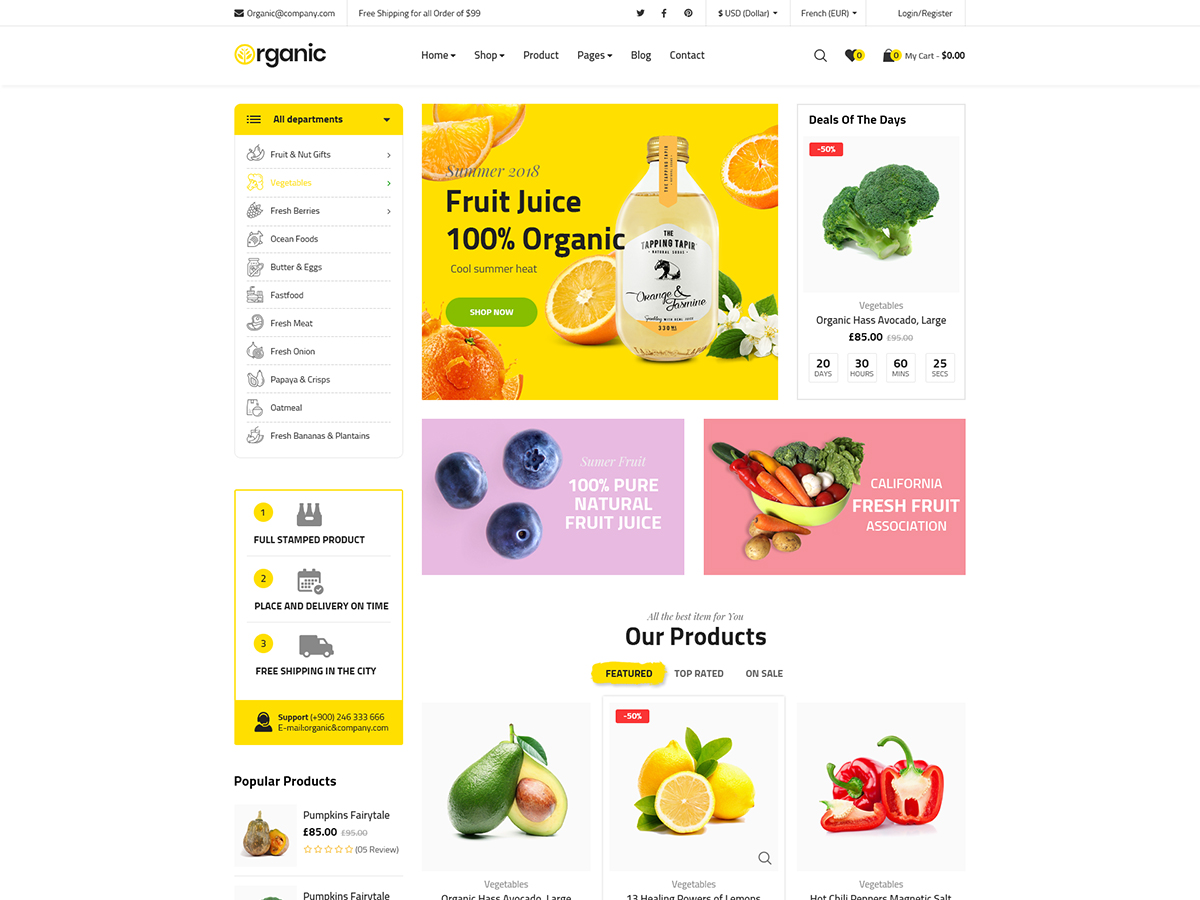 Organic@company.com
Free Shipping for all Order of $99
$ USD (Dollar)
French (EUR)
Login/Register
Organic
Home
Shop
Product
Pages
Blog
Contact
0
0
My Cart - $0.00
All departments
Fruit & Nut Gifts
Vegetables
Fresh Berries
Ocean Foods
Butter & Eggs
Fastfood
Fresh Meat
Fresh Onion
Papaya & Crisps
Oatmeal
Fresh Bananas & Plantains
Summer 2018
Fruit Juice
100% Organic
Cool summer heat
SHOP NOW
THE TAPPING TAPIR
THE
TAPPING TAPIR
NATURAL SODAS
Orange &
Jasmine
Sparkling with real fruit
330 ml
Deals Of The Days
-50%
Vegetables
Organic Hass Avocado, Large
£85.00 £95.00
20 30 60 25
DAYS HOURS MINS SECS
Sumer Fruit
100% PURE
NATURAL
FRUIT JUICE
CALIFORNIA
FRESH FRUIT
ASSOCIATION
1
FULL STAMPED PRODUCT
2
PLACE AND DELIVERY ON TIME
3
FREE SHIPPING IN THE CITY
Support (+900) 246 333 666
E-mail:organic&company.com
Popular Products
Pumpkins Fairytale
£85.00 £95.00
(05 Review)
Pumpkins Fairytale
All the best item for You
Our Products
FEATURED
TOP RATED
ON SALE
Vegetables
Organic Hass Avocado, Large
-50%
Vegetables
13 Healing Powers of Lemons
Vegetables
Hot Chili Peppers Magnetic Salt